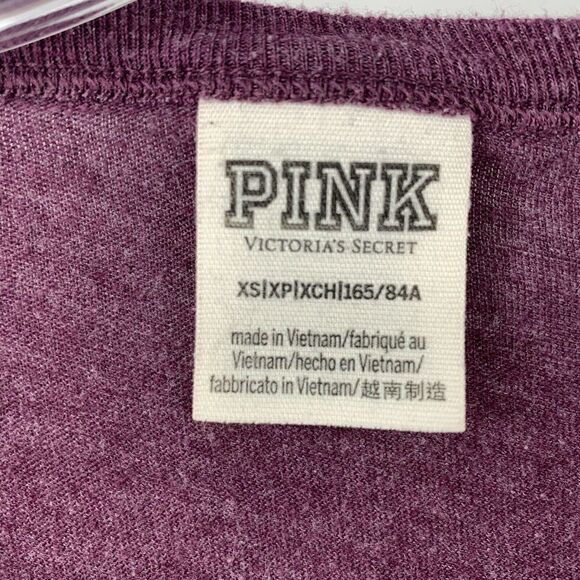 PINK
VICTORIA'S SECRET
XS|XP|XCH|165/84A
made in Vietnam/fabriqué au
Vietnam/hecho en Vietnam/
fabbricato in Vietnam/越南制造